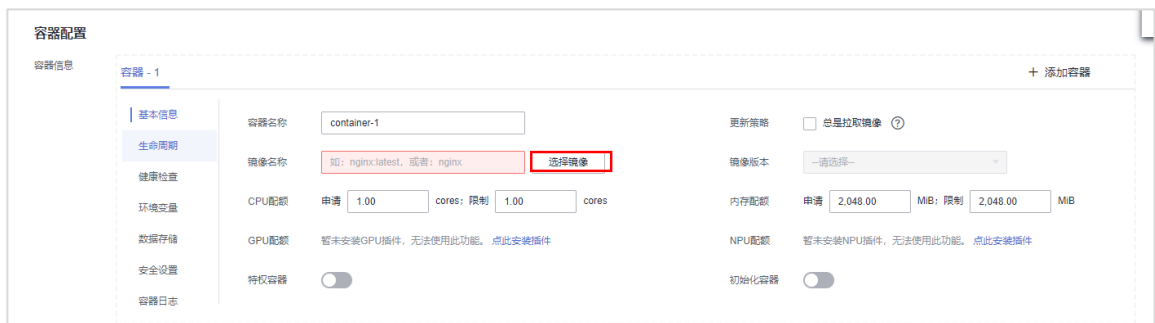 容器配置
容器信息
容器 - 1
+ 添加容器
基本信息
生命周期
健康检查
环境变量
数据存储
安全设置
容器日志
容器名称 container-1 更新策略 总是拉取镜像 ?
镜像名称 如：nginx:latest，或者：nginx 选择镜像 镜像版本 --请选择--
CPU配额 申请 1.00 cores；限制 1.00 cores 内存配额 申请 2,048.00 MiB；限制 2,048.00 MiB
GPU配额 暂未安装GPU插件，无法使用此功能。 点此安装插件 NPU配额 暂未安装NPU插件，无法使用此功能。 点此安装插件
特权容器 初始化容器